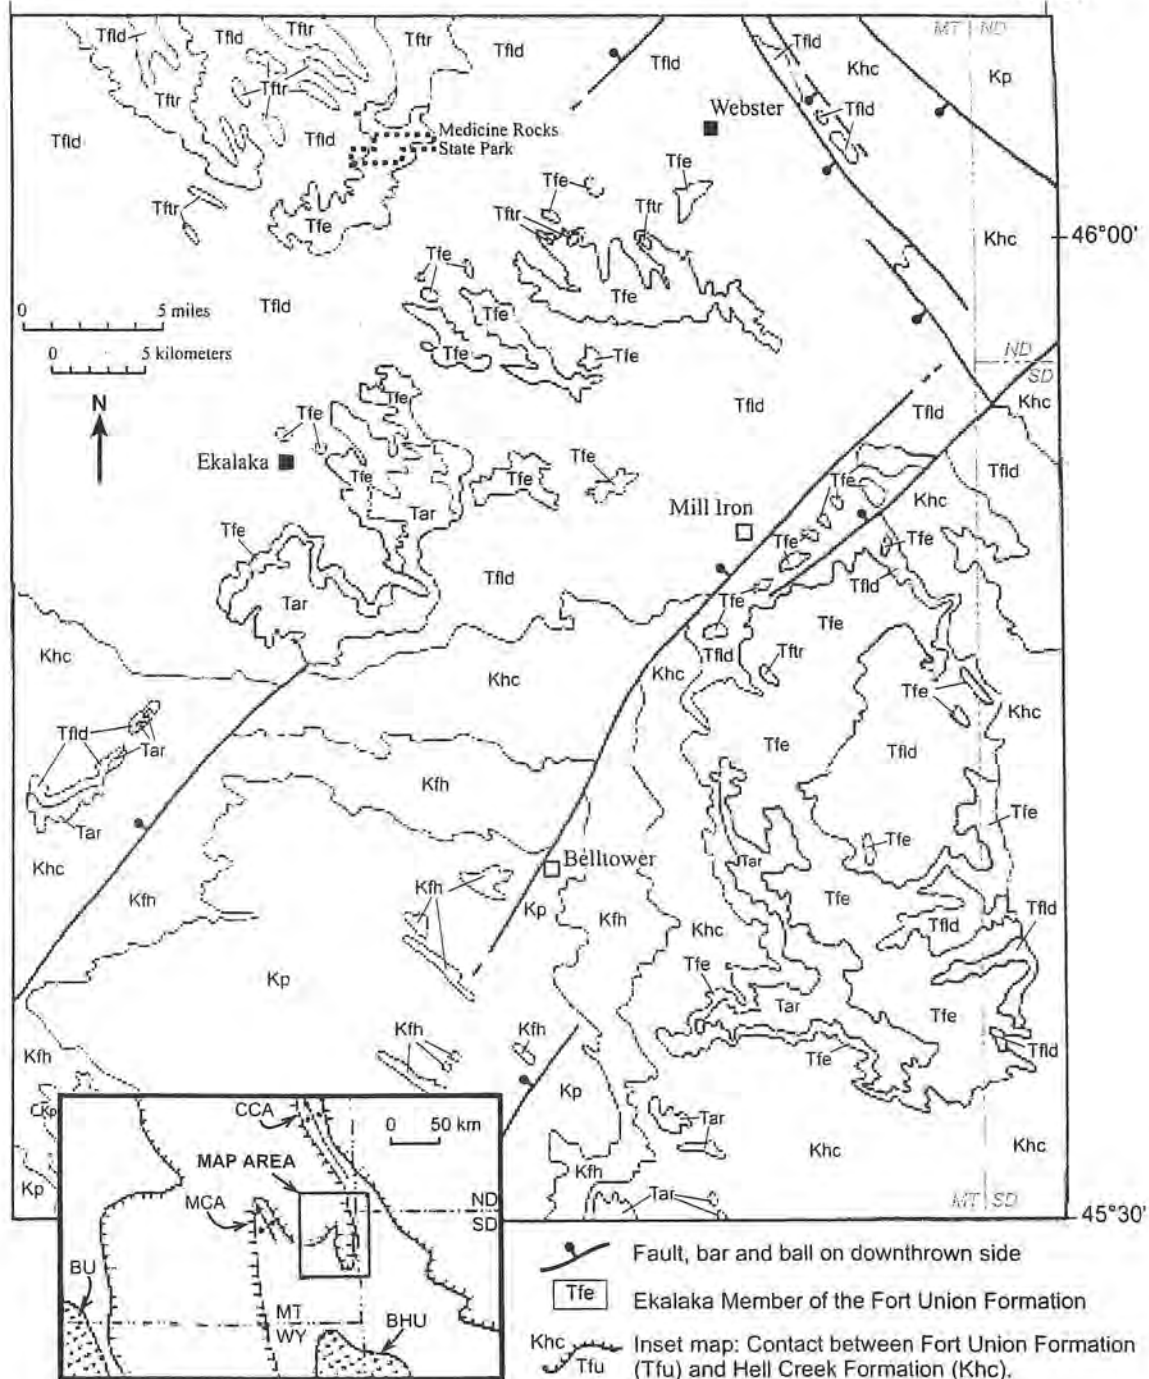 Tfld Tfld Tftr Tftr Tfld Tfld Tfld Khc MT ND Kp
Tftr Tftr Webster Tfld
Tfld Tfld Medicine Rocks
State Park
Tfe Tfe
Tftr Tfe Tftr Tftr Khc 46°00'
Tfe Tfe
Tfld Tfe
0 5 miles Tfe
0 5 kilometers Tfe Tfe ND
SD
N Tfe Tfld Tfld Khc
Tfe
Ekalaka Tfe Tfe Tfe Tfe Khc Tfld
Tar Mill Iron
Tfe Tfe Tfe
Tar Tfld Tfe Tfld
Tfe
Khc Khc Khc Tfld Tftr
Tfe Khc
Tfld Tar Tfe Tfld
Kfh
Tar Tfe
Khc Belltower Tar Tfe
Kfh Kfh Kp Kfh Tfe Tfld
Khc Tfld
Kp Tfe
Tar Tfe
Kfh Kfh Kfh Tfe Tfld
Kp Kp
Tar
Kp Kfh Khc Khc
Tar MT SD 45°30'
CCA 0 50 km
MAP AREA
MCA ND
SD
BU
MT
WY BHU
Fault, bar and ball on downthrown side
Tfe Ekalaka Member of the Fort Union Formation
Khc Inset map: Contact between Fort Union Formation
Tfu (Tfu) and Hell Creek Formation (Khc).